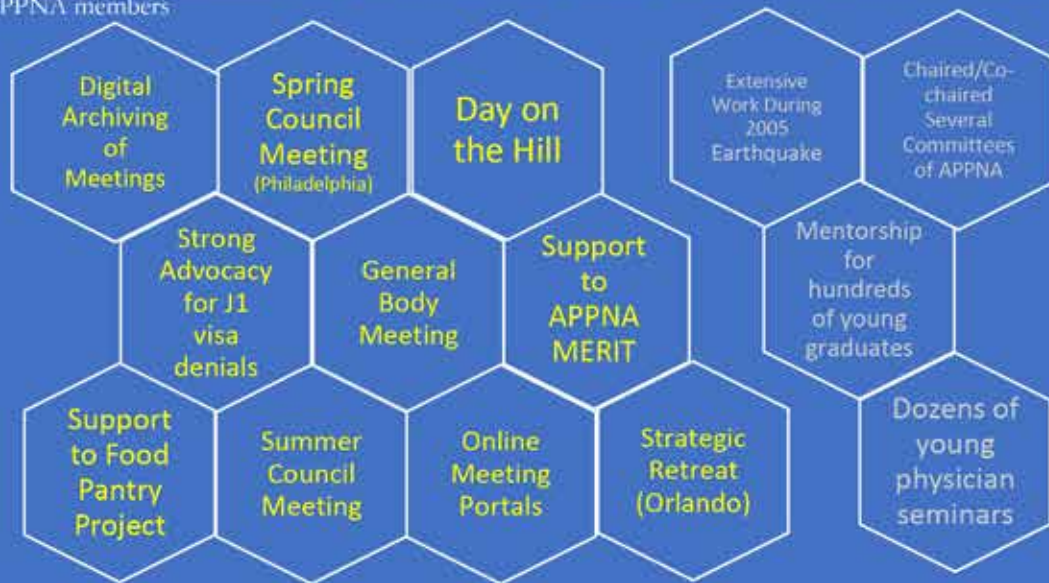 PPNA members
Digital
Archiving
of
Meetings
Spring
Council
Meeting
(Philadelphia)
Day on
the Hill
Extensive
Work During
2005
Earthquake
Chaired/Co-
chaired
Several
Committees
of APPNA
Strong
Advocacy
for J1
visa
denials
General
Body
Meeting
Support
to
APPNA
MERIT
Mentorship
for
hundreds
of young
graduates
Support
to Food
Pantry
Project
Summer
Council
Meeting
Online
Meeting
Portals
Strategic
Retreat
(Orlando)
Dozens of
young
physician
seminars